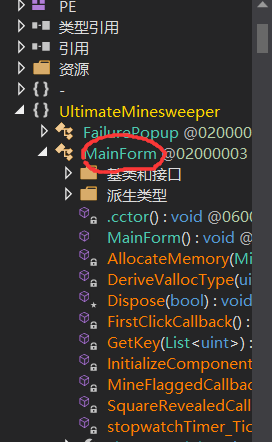 PE
类型引用
引用
资源
{ } -
{ } UltimateMinesweeper
FailurePopup @020000
MainForm @02000003
基类和接口
派生类型
.cctor() : void @060
MainForm() : void @
AllocateMemory(Mi
DeriveVallocType(ui
Dispose(bool) : void
FirstClickCallback() :
GetKey(List<uint>) :
InitializeComponent
MineFlaggedCallba
SquareRevealedCall
stopwatchTimer_Tic